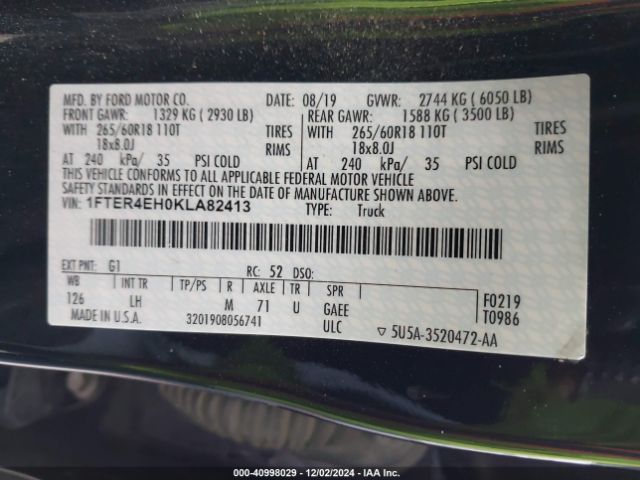 MFD. BY FORD MOTOR CO. DATE: 08/19 GVWR: 2744 KG ( 6050 LB)
FRONT GAWR: 1329 KG ( 2930 LB) REAR GAWR: 1588 KG ( 3500 LB)
WITH 265/60R18 110T TIRES WITH 265/60R18 110T TIRES
18x8.0J RIMS 18x8.0J RIMS
AT 240 kPa/ 35 PSI COLD AT 240 kPa/ 35 PSI COLD
THIS VEHICLE CONFORMS TO ALL APPLICABLE FEDERAL MOTOR VEHICLE
SAFETY STANDARDS IN EFFECT ON THE DATE OF MANUFACTURE SHOWN ABOVE.
VIN: 1FTER4EH0KLA82413 TYPE: Truck
EXT PNT: G1 RC: 52 DSO:
WB INT TR TP/PS R AXLE TR SPR F0219
126 LH M 71 U GAEE T0986
MADE IN U.S.A. 3201908056741 ULC ▽ 5U5A-3520472-AA
000-40998029 - 12/02/2024 - IAA Inc.